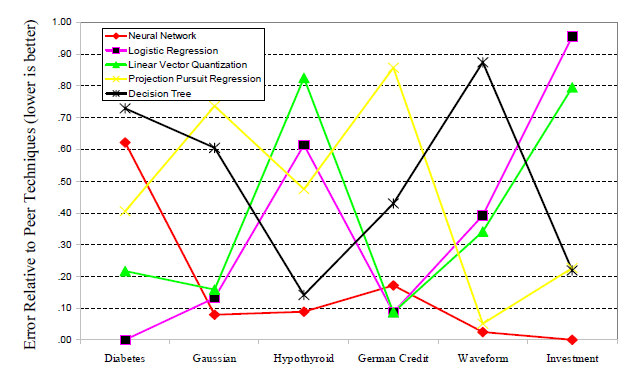 Error Relative to Peer Techniques (lower is better)
1.00
.90
.80
.70
.60
.50
.40
.30
.20
.10
.00
Neural Network
Logistic Regression
Linear Vector Quantization
Projection Pursuit Regression
Decision Tree
Diabetes Gaussian Hypothyroid German Credit Waveform Investment